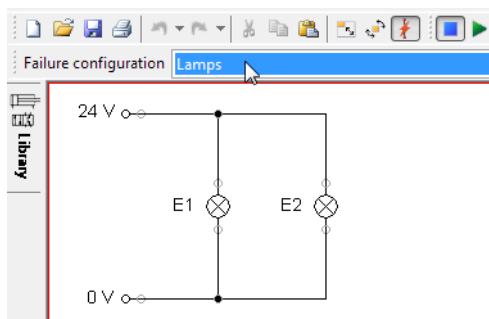 Failure configuration Lamps
Library
24 V
E1 E2
0 V